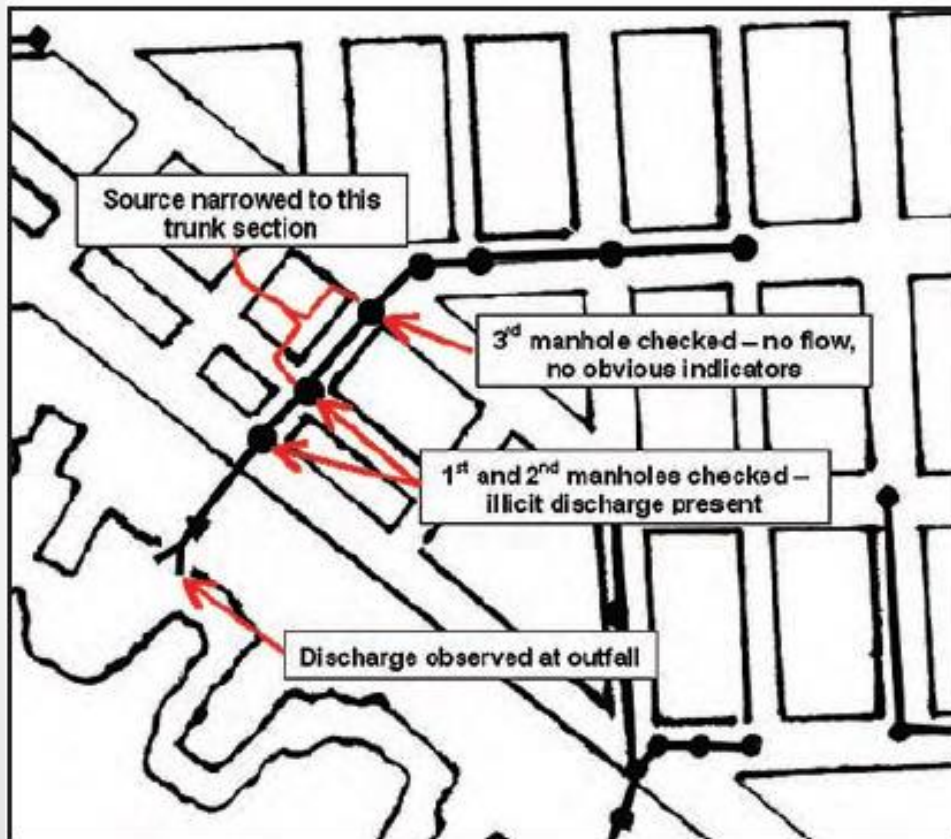 Source narrowed to this
trunk section
3rd manhole checked – no flow,
no obvious indicators
1st and 2nd manholes checked –
illicit discharge present
Discharge observed at outfall